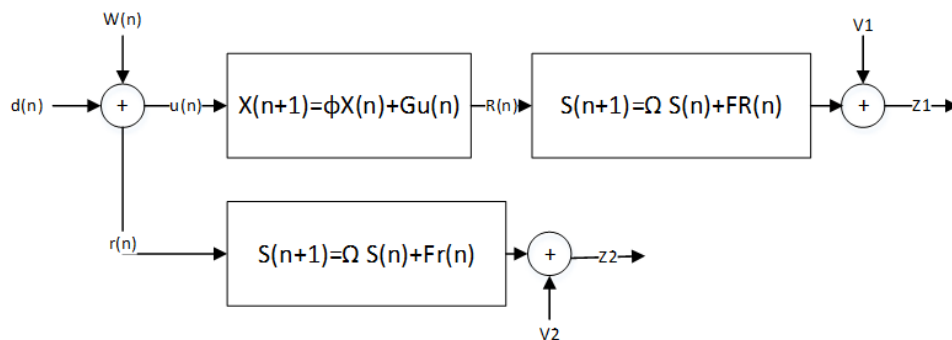 W(n)
V1
d(n)
+
u(n)
X(n+1)=ϕX(n)+Gu(n)
R(n)
S(n+1)=Ω S(n)+FR(n)
+
Z1
r(n)
S(n+1)=Ω S(n)+Fr(n)
+
Z2
V2